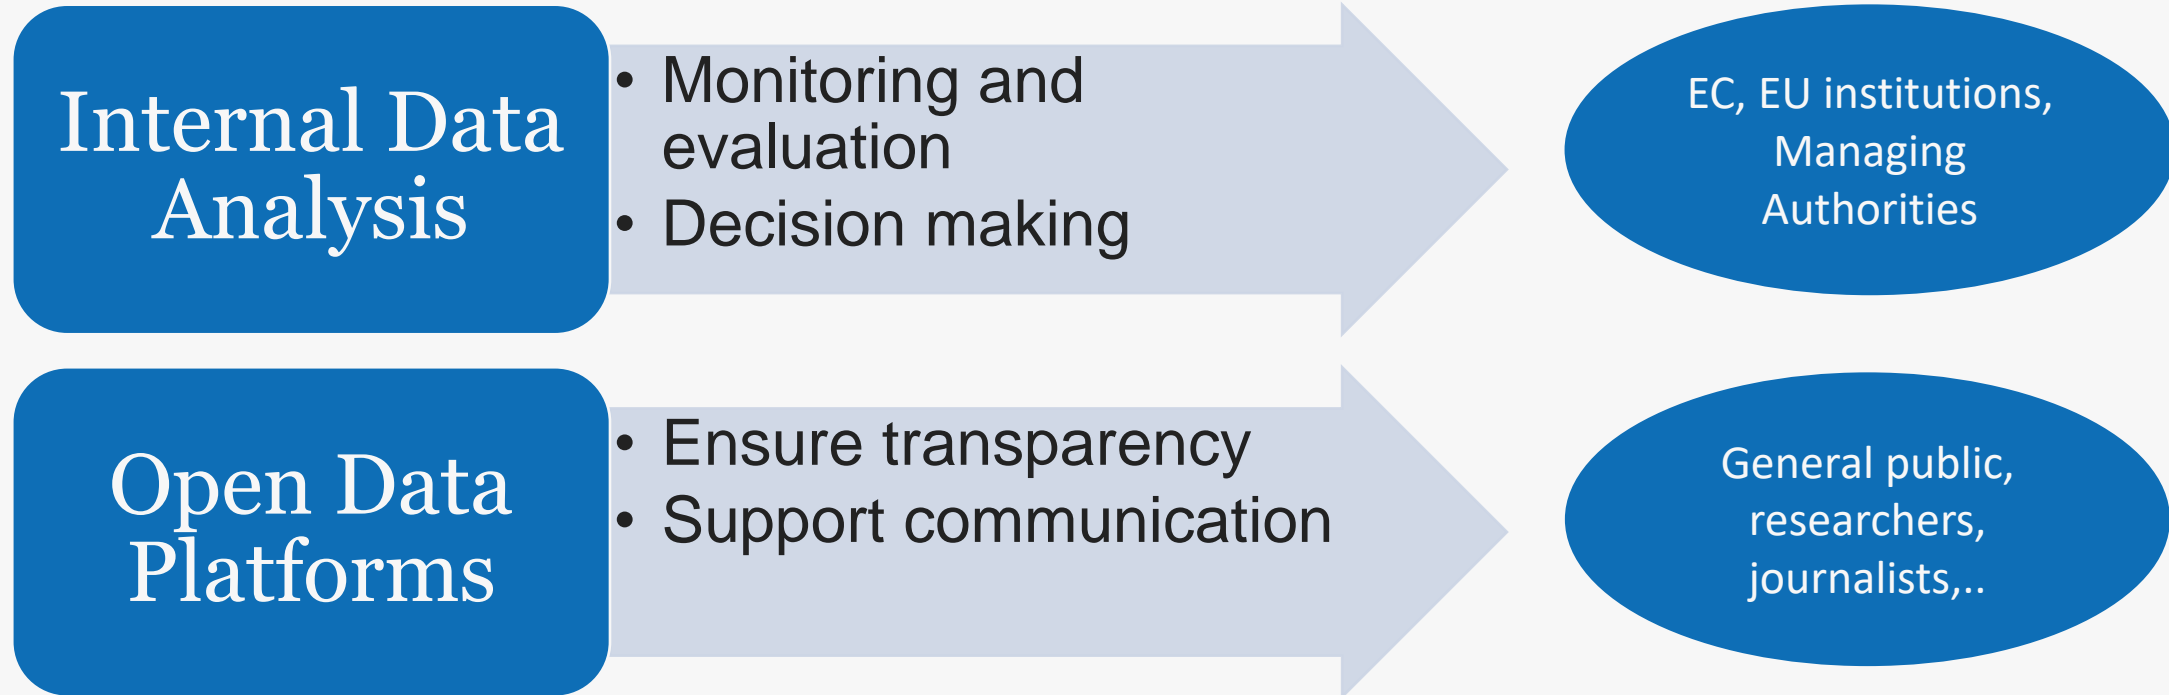 Internal Data
Analysis
• Monitoring and
evaluation
• Decision making
EC, EU institutions,
Managing
Authorities
Open Data
Platforms
• Ensure transparency
• Support communication
General public,
researchers,
journalists,..